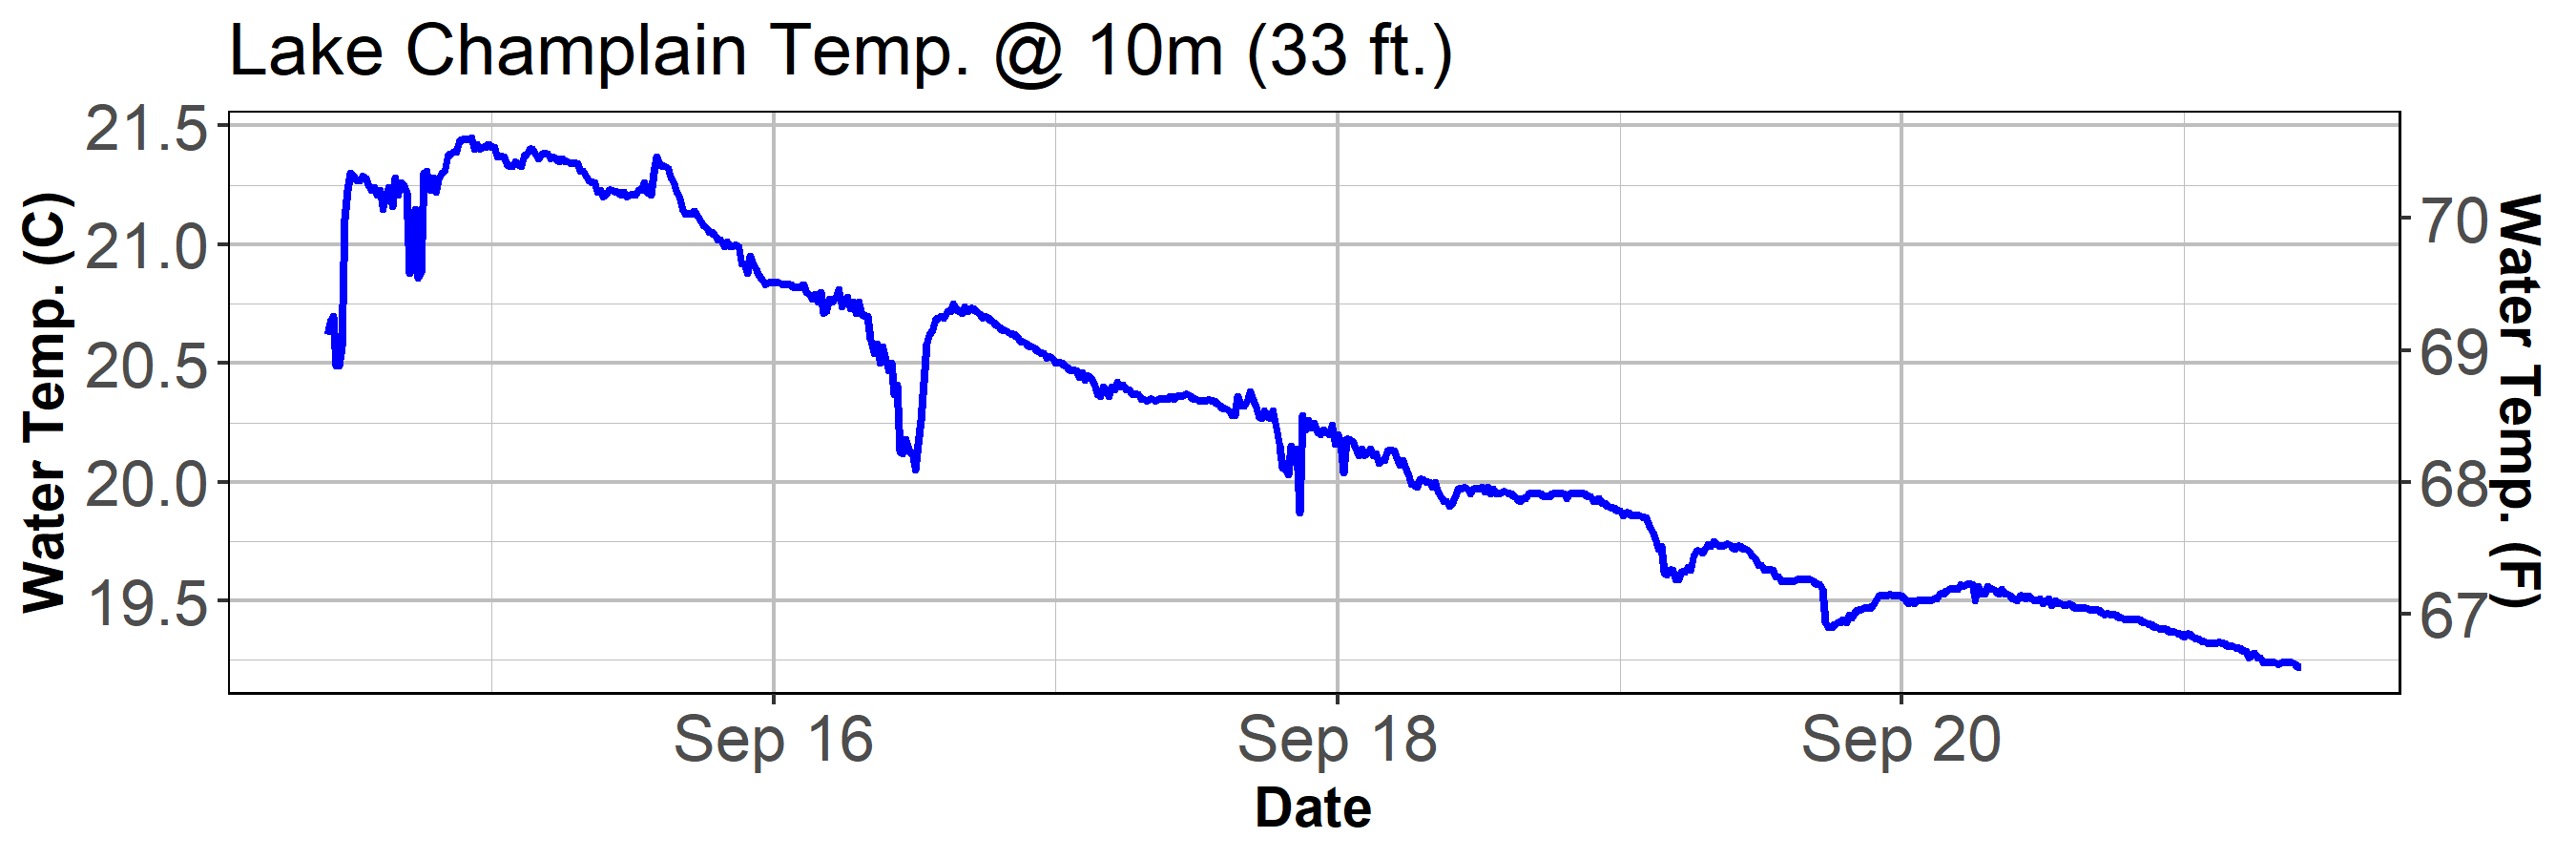 Lake Champlain Temp. @ 10m (33 ft.)
Water Temp. (C)
21.5
21.0
20.5
20.0
19.5
70
69
68
67
Water Temp. (F)
Sep 16
Sep 18
Sep 20
Date